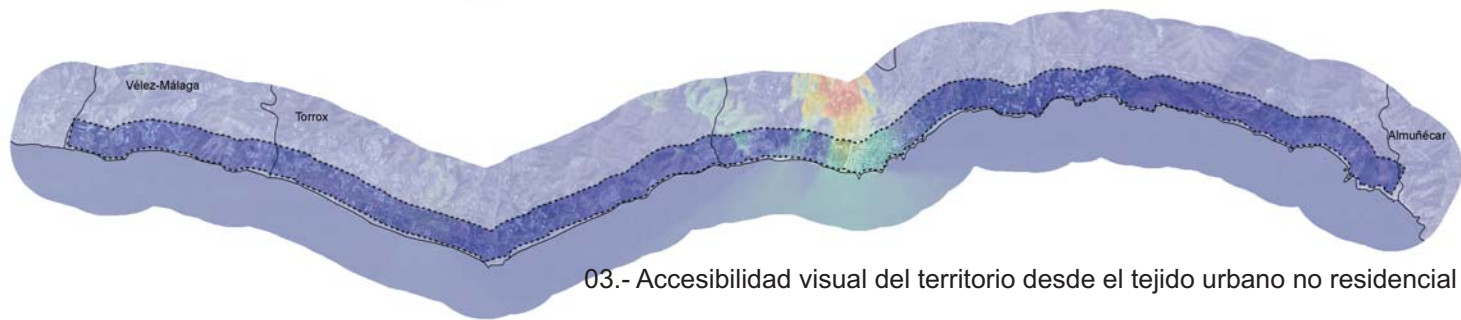 Vélez-Málaga
Torrox
Almuñécar
03.- Accesibilidad visual del territorio desde el tejido urbano no residencial